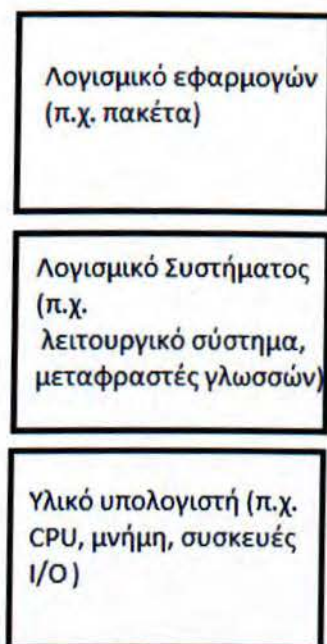 Λογισμικό εφαρμογών
(π.χ. πακέτα)
Λογισμικό Συστήματος
(π.χ.
λειτουργικό σύστημα,
μεταφραστές γλωσσών)
Υλικό υπολογιστή (π.χ.
CPU, μνήμη, συσκευές
I/O )